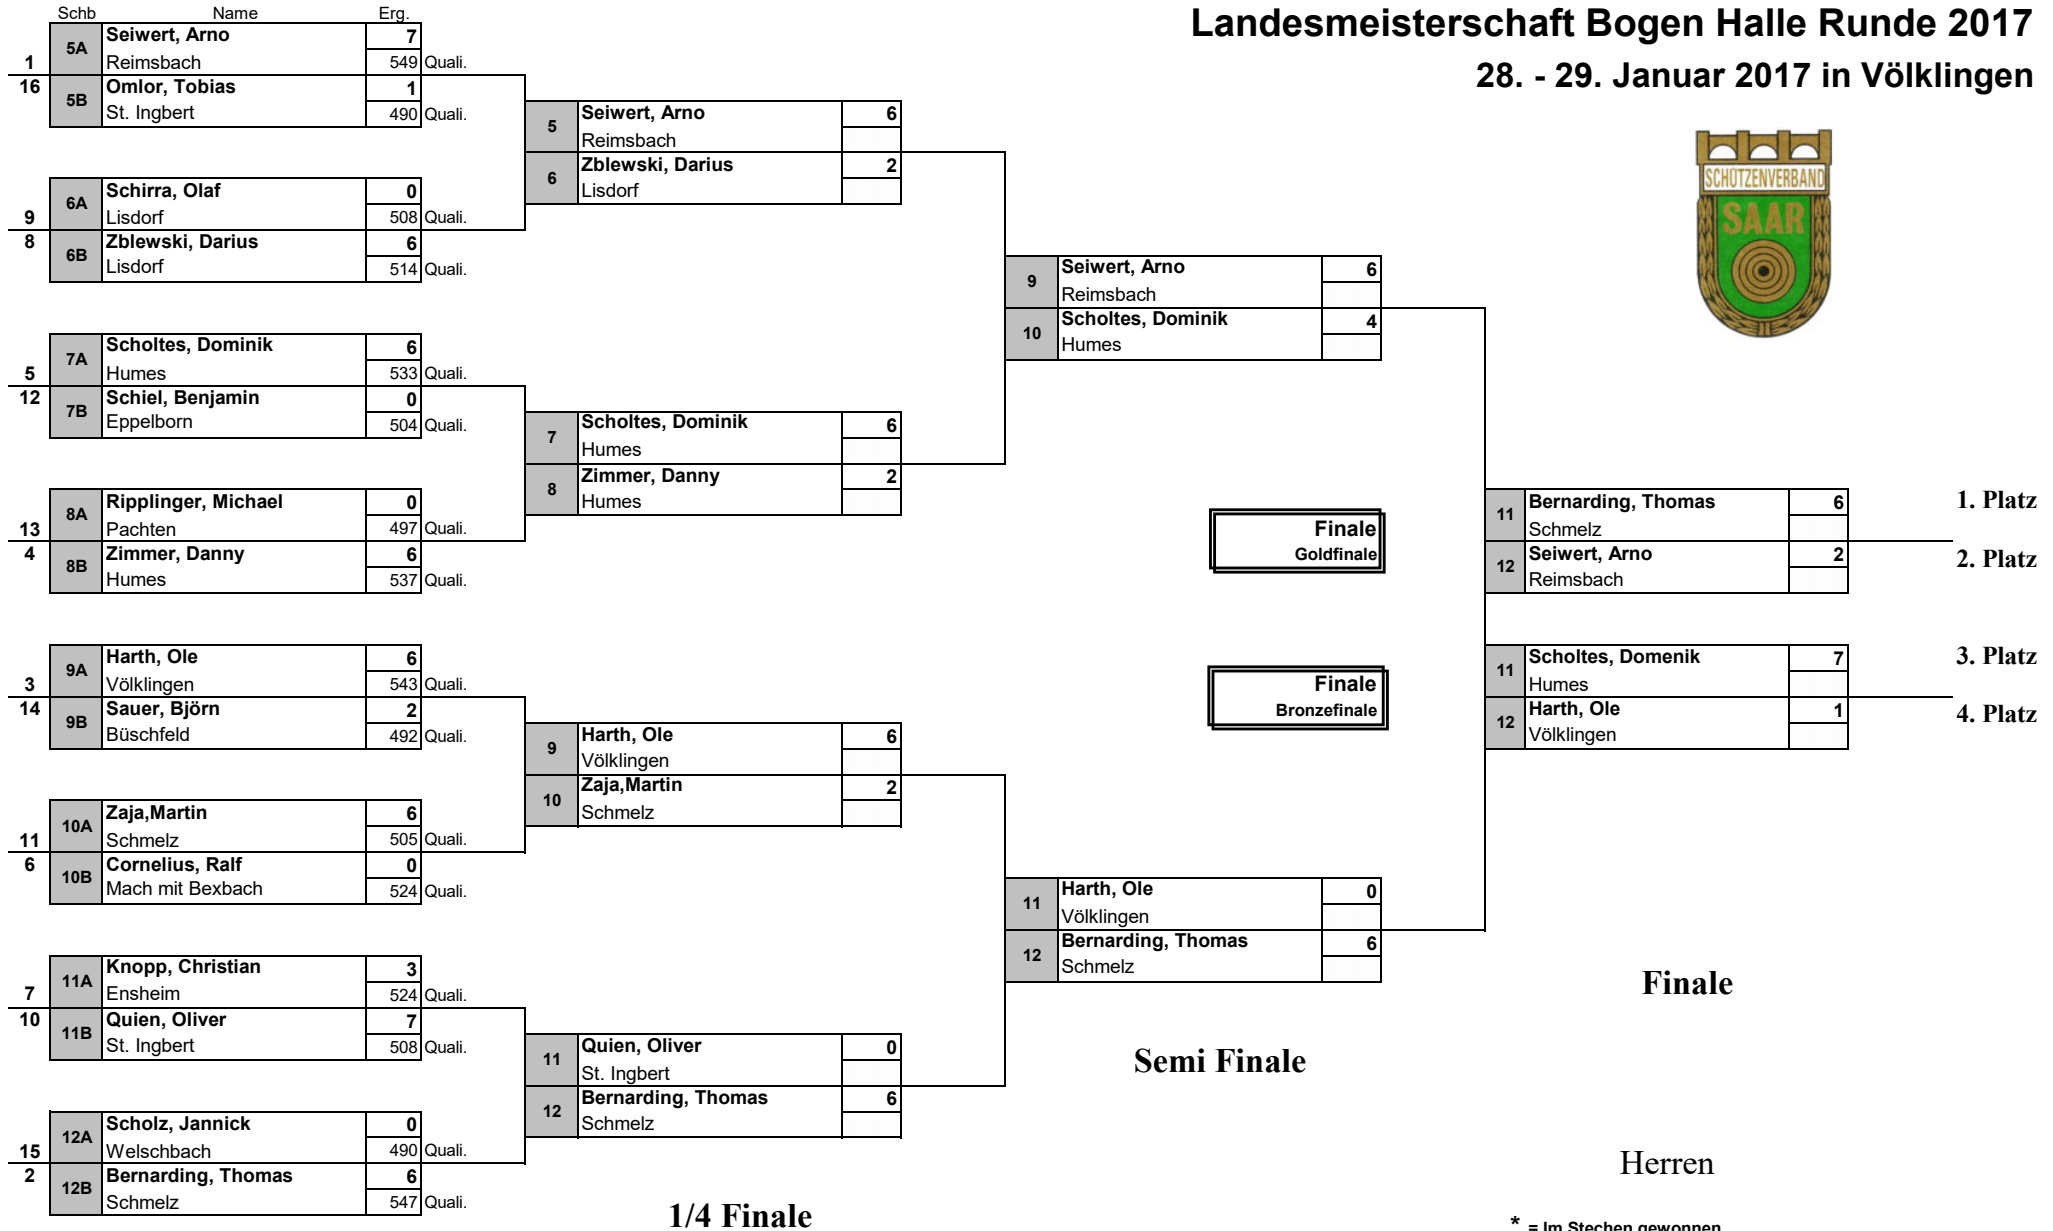 Landesmeisterschaft Bogen Halle Runde 2017
28. - 29. Januar 2017 in Völklingen
SCHÜTZENVERBAND
SAAR
Schb Name Erg.
1 5A Seiwert, Arno 7
Reimsbach 549 Quali.
16 5B Omlor, Tobias 1
St. Ingbert 490 Quali.
9 6A Schirra, Olaf 0
Lisdorf 508 Quali.
8 6B Zblewski, Darius 6
Lisdorf 514 Quali.
5 7A Scholtes, Dominik 6
Humes 533 Quali.
12 7B Schiel, Benjamin 0
Eppelborn 504 Quali.
13 8A Ripplinger, Michael 0
Pachten 497 Quali.
4 8B Zimmer, Danny 6
Humes 537 Quali.
3 9A Harth, Ole 6
Völklingen 543 Quali.
14 9B Sauer, Björn 2
Büschfeld 492 Quali.
11 10A Zaja,Martin 6
Schmelz 505 Quali.
6 10B Cornelius, Ralf 0
Mach mit Bexbach 524 Quali.
7 11A Knopp, Christian 3
Ensheim 524 Quali.
10 11B Quien, Oliver 7
St. Ingbert 508 Quali.
15 12A Scholz, Jannick 0
Welschbach 490 Quali.
2 12B Bernarding, Thomas 6
Schmelz 547 Quali.
5 Seiwert, Arno 6
Reimsbach
6 Zblewski, Darius 2
Lisdorf
7 Scholtes, Dominik 6
Humes
8 Zimmer, Danny 2
Humes
9 Harth, Ole 6
Völklingen
10 Zaja,Martin 2
Schmelz
11 Quien, Oliver 0
St. Ingbert
12 Bernarding, Thomas 6
Schmelz
1/4 Finale
9 Seiwert, Arno 6
Reimsbach
10 Scholtes, Dominik 4
Humes
11 Harth, Ole 0
Völklingen
12 Bernarding, Thomas 6
Schmelz
Semi Finale
Finale
Goldfinale
11 Bernarding, Thomas 6 1. Platz
Schmelz
12 Seiwert, Arno 2 2. Platz
Reimsbach
Finale
Bronzefinale
11 Scholtes, Domenik 7 3. Platz
Humes
12 Harth, Ole 1 4. Platz
Völklingen
Finale
Herren
* = Im Stechen gewonnen